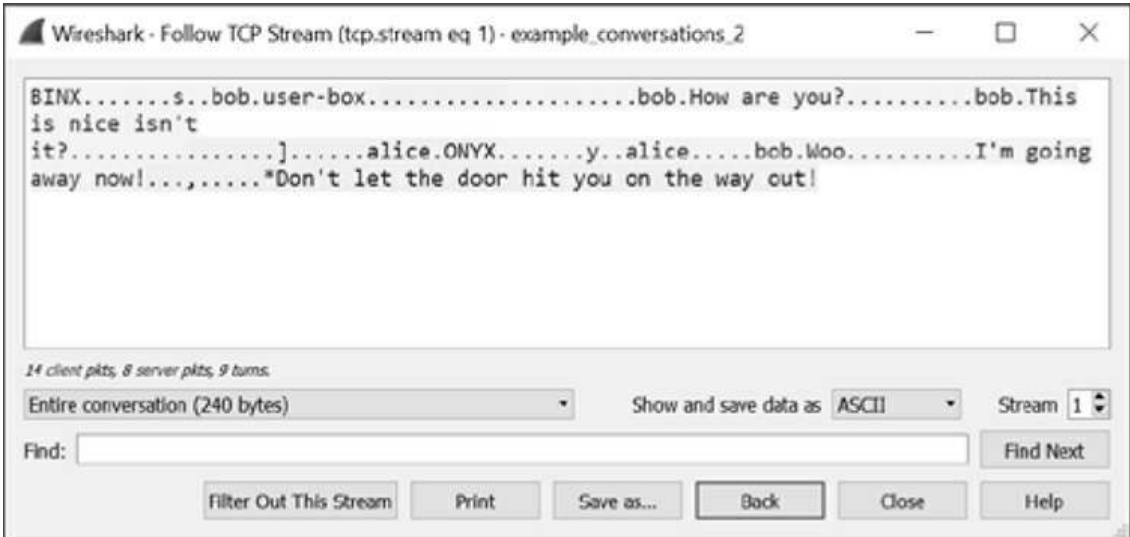 Wireshark - Follow TCP Stream (tcp.stream eq 1) - example_conversations_2
BINX.......s..bob.user-box......................bob.How are you?..........bob.This
is nice isn't
it?.................]......alice.ONYX.......y..alice.....bob.Woo..........I'm going
away now!...,.....*Don't let the door hit you on the way out!
14 client pkts, 8 server pkts, 9 turns.
Entire conversation (240 bytes) Show and save data as ASCII Stream 1
Find: Find Next
Filter Out This Stream Print Save as... Back Close Help